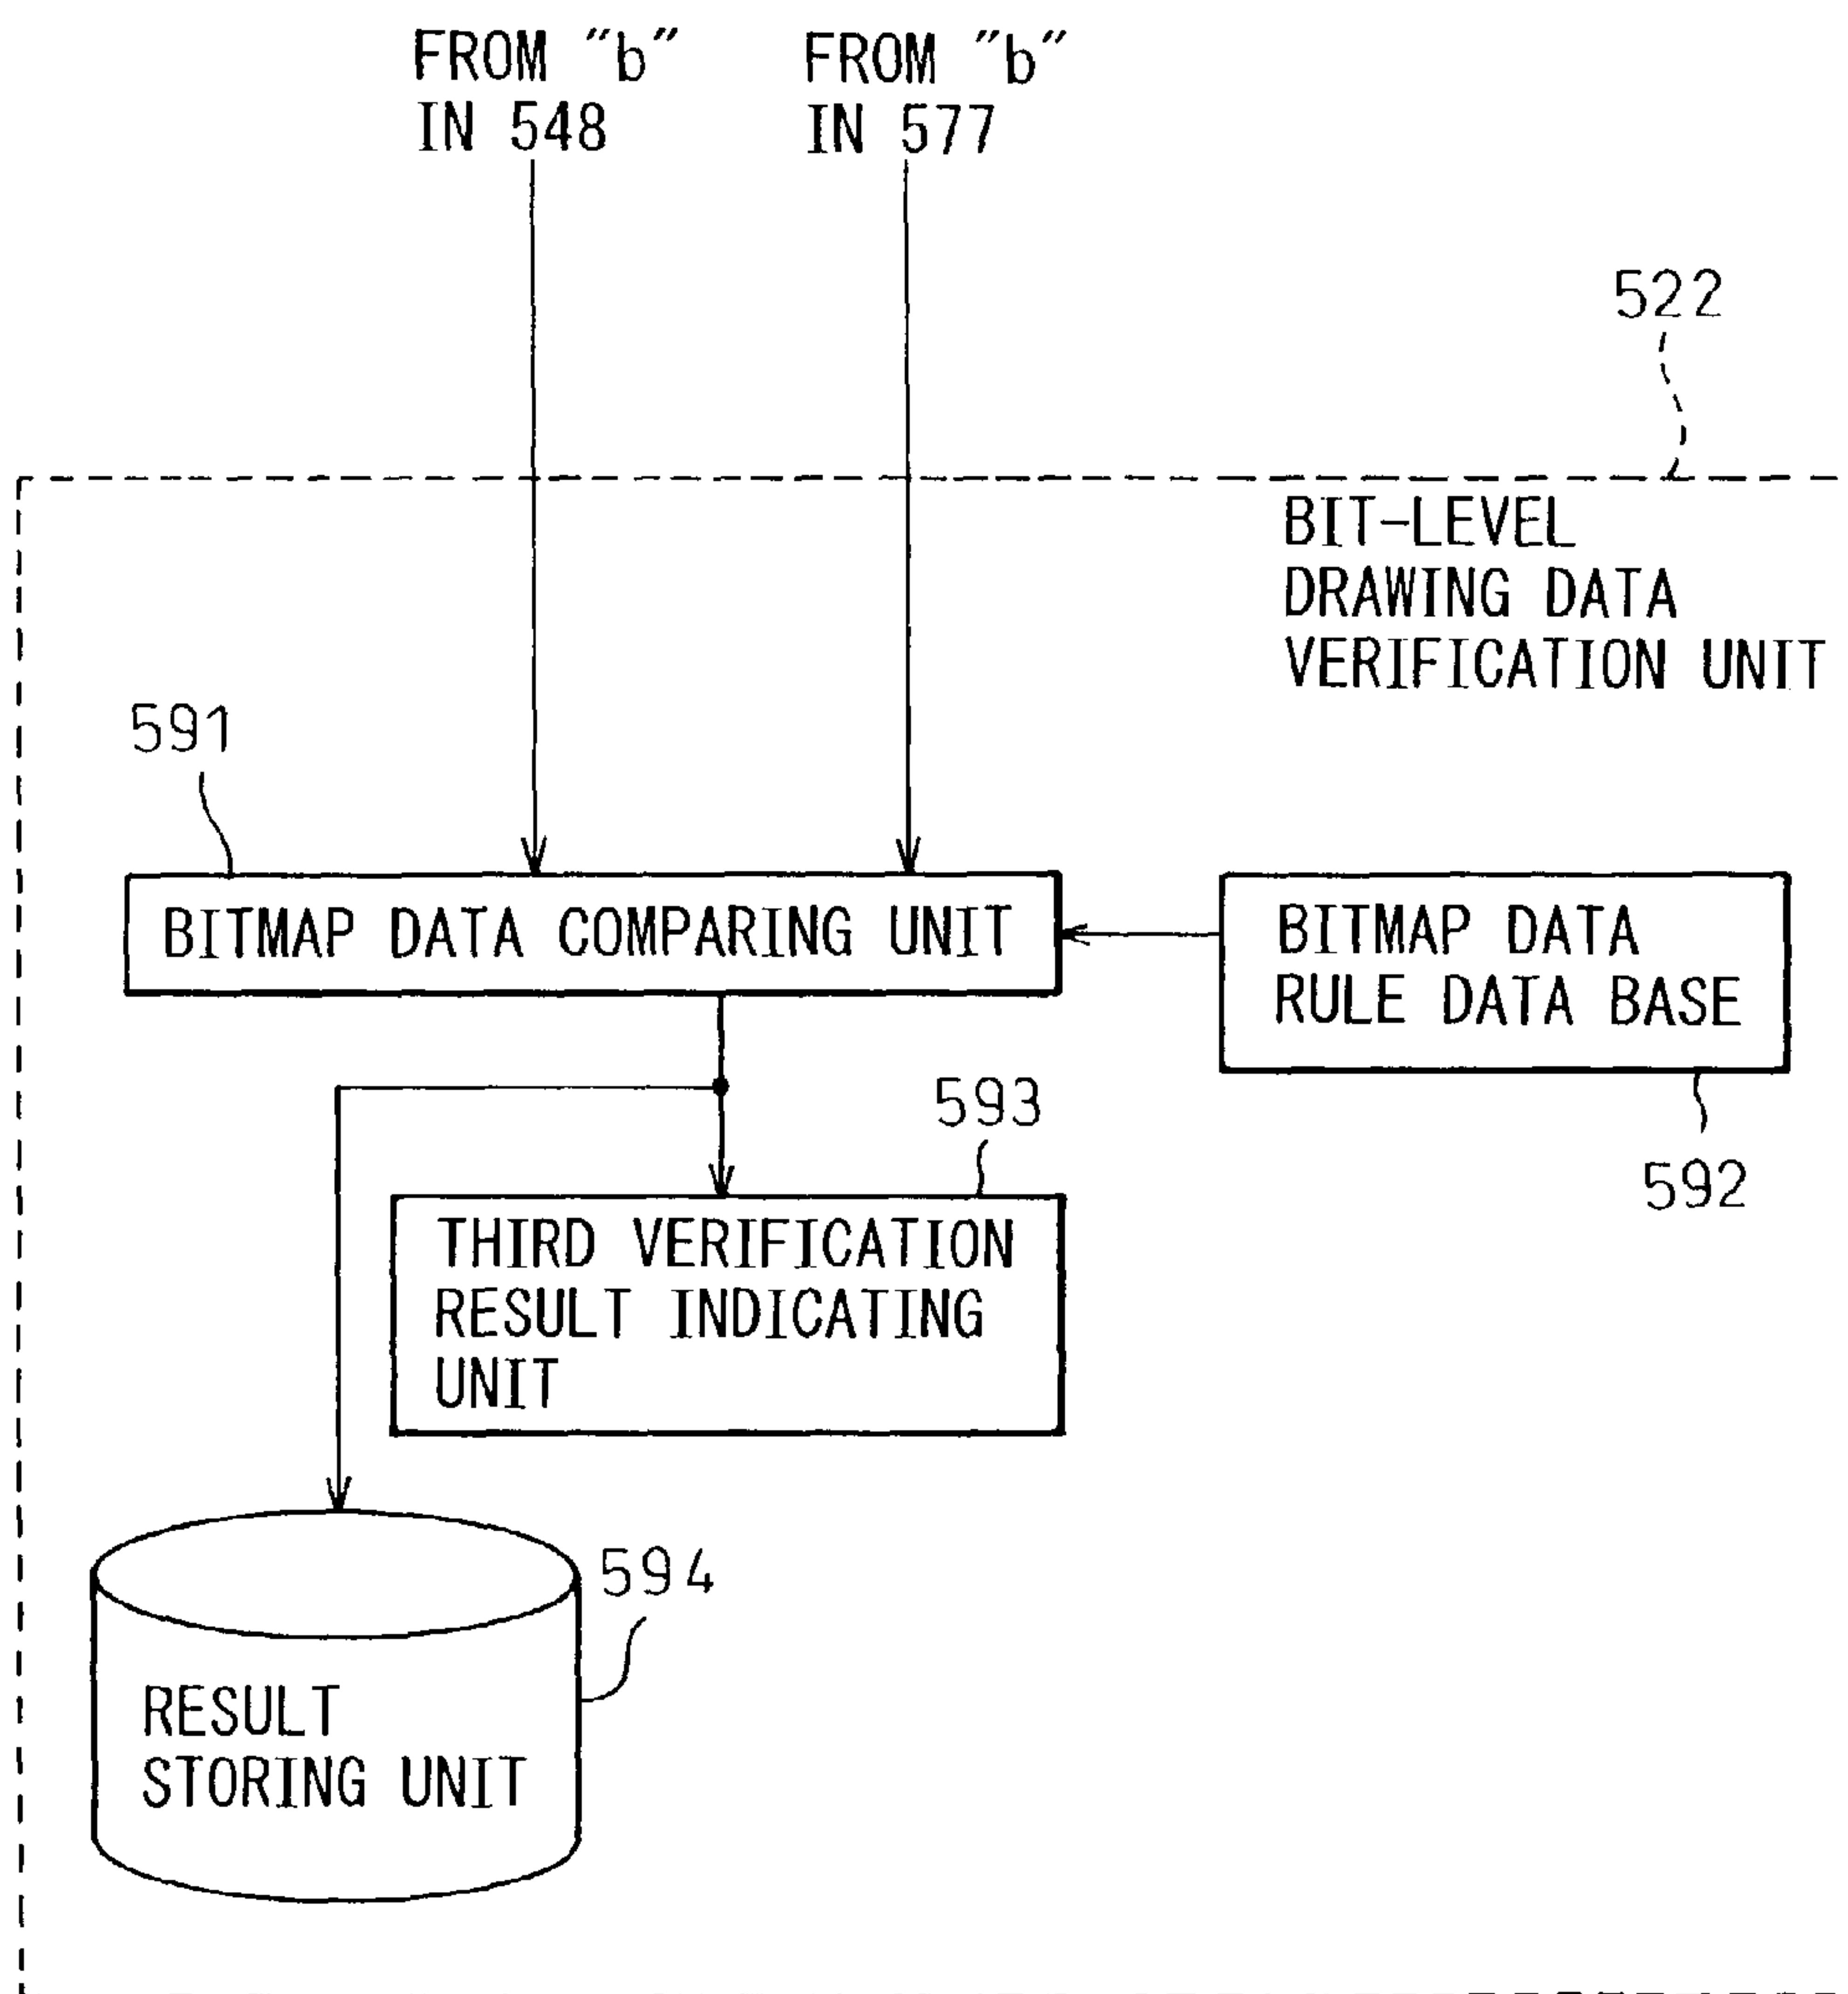 FROM "b"
IN 548
FROM "b"
IN 577
522
BIT-LEVEL
DRAWING DATA
VERIFICATION UNIT
591
BITMAP DATA COMPARING UNIT
BITMAP DATA
RULE DATA BASE
592
593
THIRD VERIFICATION
RESULT INDICATING
UNIT
594
RESULT
STORING UNIT